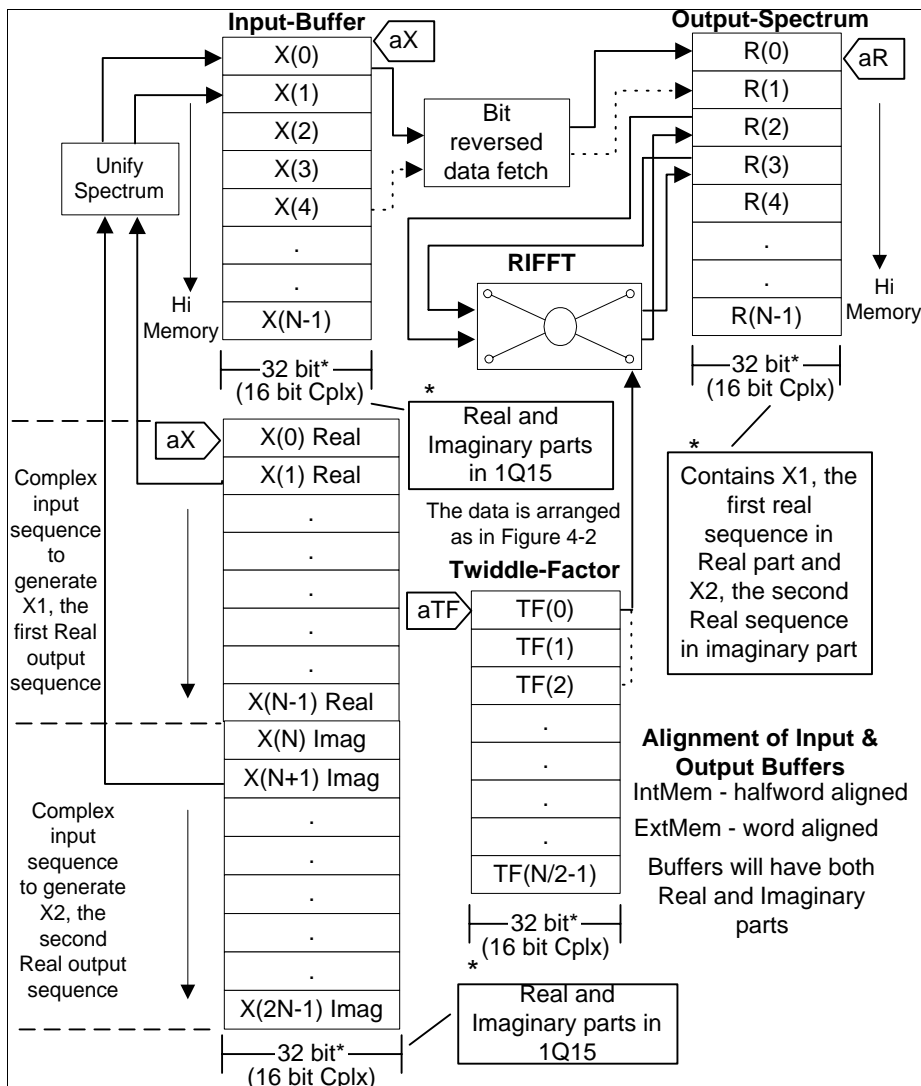 Input-Buffer
Output-Spectrum
aX
X(0)
X(1)
X(2)
X(3)
X(4)
.
.
X(N-1)
Unify
Spectrum
Hi
Memory
Bit
reversed
data fetch
aR
R(0)
R(1)
R(2)
R(3)
R(4)
.
.
R(N-1)
Hi
Memory
RIFFT
32 bit*
(16 bit Cplx)
*
Real and
Imaginary parts
in 1Q15
32 bit*
(16 bit Cplx)
*
Contains X1, the
first real
sequence in
Real part and
X2, the second
Real sequence
in imaginary part
aX
X(0) Real
X(1) Real
.
.
.
.
.
X(N-1) Real
X(N) Imag
X(N+1) Imag
.
.
.
.
.
X(2N-1) Imag
Complex
input
sequence
to
generate
X1, the
first Real
output
sequence
Complex
input
sequence
to generate
X2, the
second
Real output
sequence
The data is arranged
as in Figure 4-2
Twiddle-Factor
aTF
TF(0)
TF(1)
TF(2)
.
.
.
.
TF(N/2-1)
32 bit*
(16 bit Cplx)
*
Real and
Imaginary parts in
1Q15
Alignment of Input &
Output Buffers
IntMem - halfword aligned
ExtMem - word aligned
Buffers will have both
Real and Imaginary
parts
32 bit*
(16 bit Cplx)